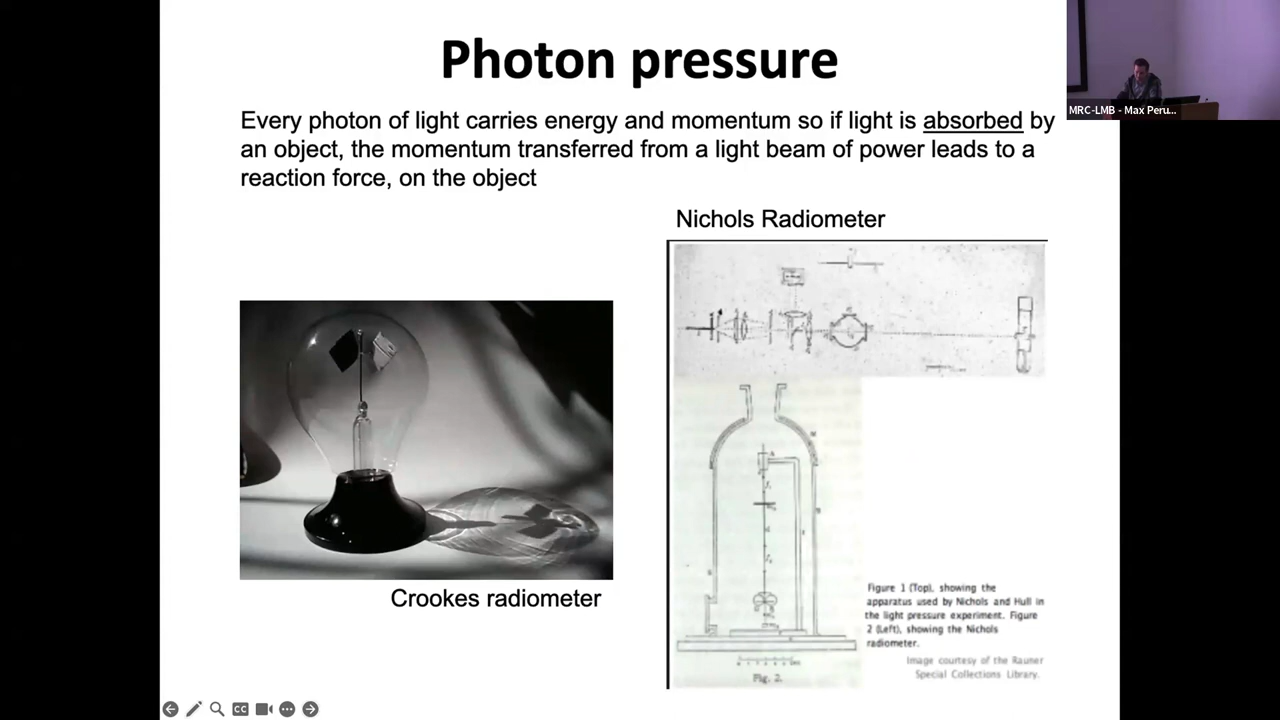 Photon pressure
MRC-LMB - Max Peru...
Every photon of light carries energy and momentum so if light is absorbed by
an object, the momentum transferred from a light beam of power leads to a
reaction force, on the object
Nichols Radiometer
Crookes radiometer
Figure 1 (Top), showing the
apparatus used by Nichols and Hull in
the light pressure experiment. Figure
2 (Left), showing the Nichols
radiometer.
Image courtesy of the Rauner
Special Collections Library.
Fig. 2.
CC